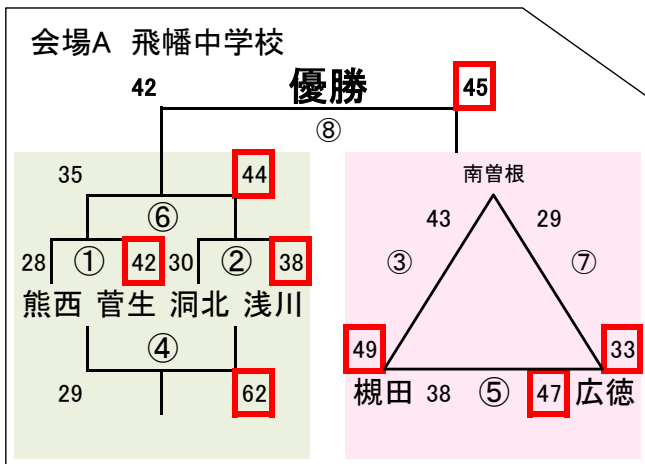 会場A 飛幡中学校
42 優勝 45
⑧
35 44
⑥
28 ① 42 30 ② 38
熊西 菅生 洞北 浅川
④
29 62
南曽根
43 29
③ ⑦
49 33
槻田 38 ⑤ 47 広徳